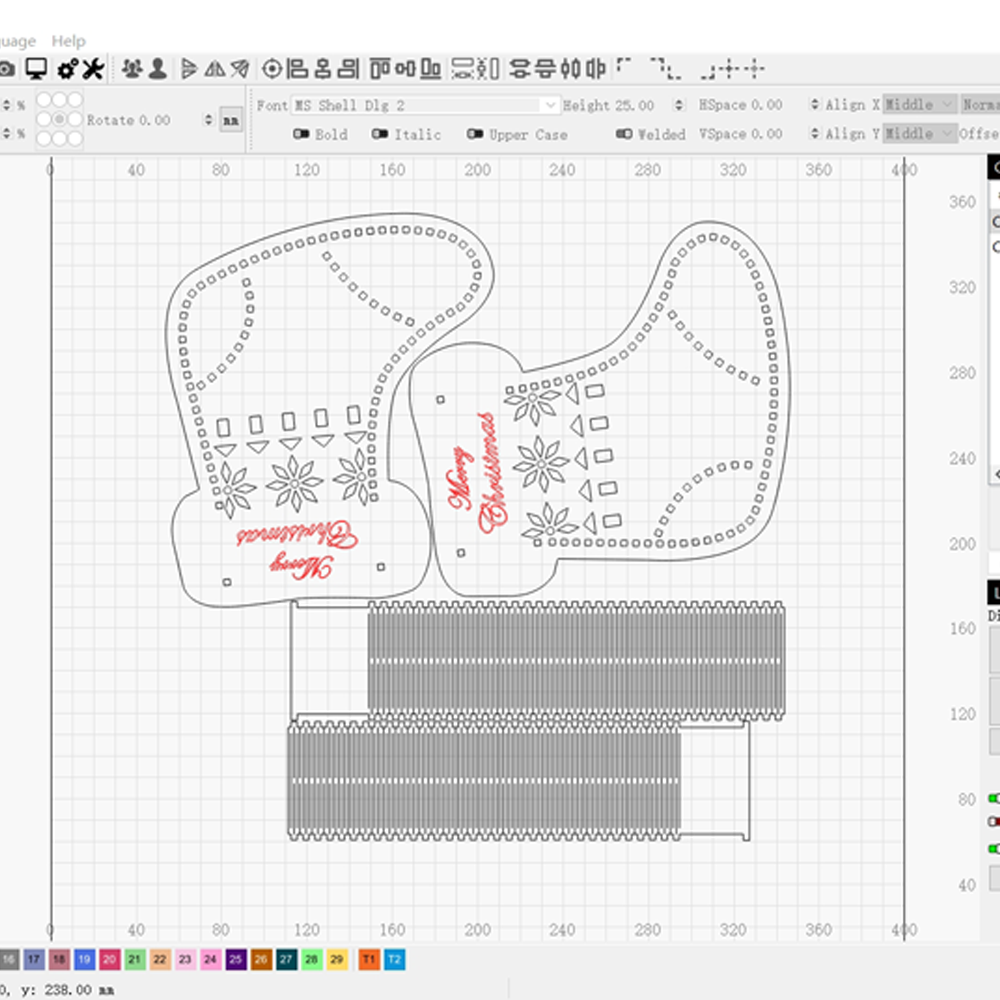 uage Help
% Rotate 0.00 mm Font MS Shell Dlg 2 Height 25.00 HSpace 0.00 Align X Middle Norma
% Bold Italic Upper Case Welded VSpace 0.00 Align Y Middle Offse
0 40 80 120 160 200 240 280 320 360 400
360
320
280
240
200
160
120
80
40
Merry
Christmas
Christmas
Merry
Di
0 40 80 120 160 200 240 280 320 360 400
16 17 18 19 20 21 22 23 24 25 26 27 28 29 T1 T2
0, y: 238.00 mm